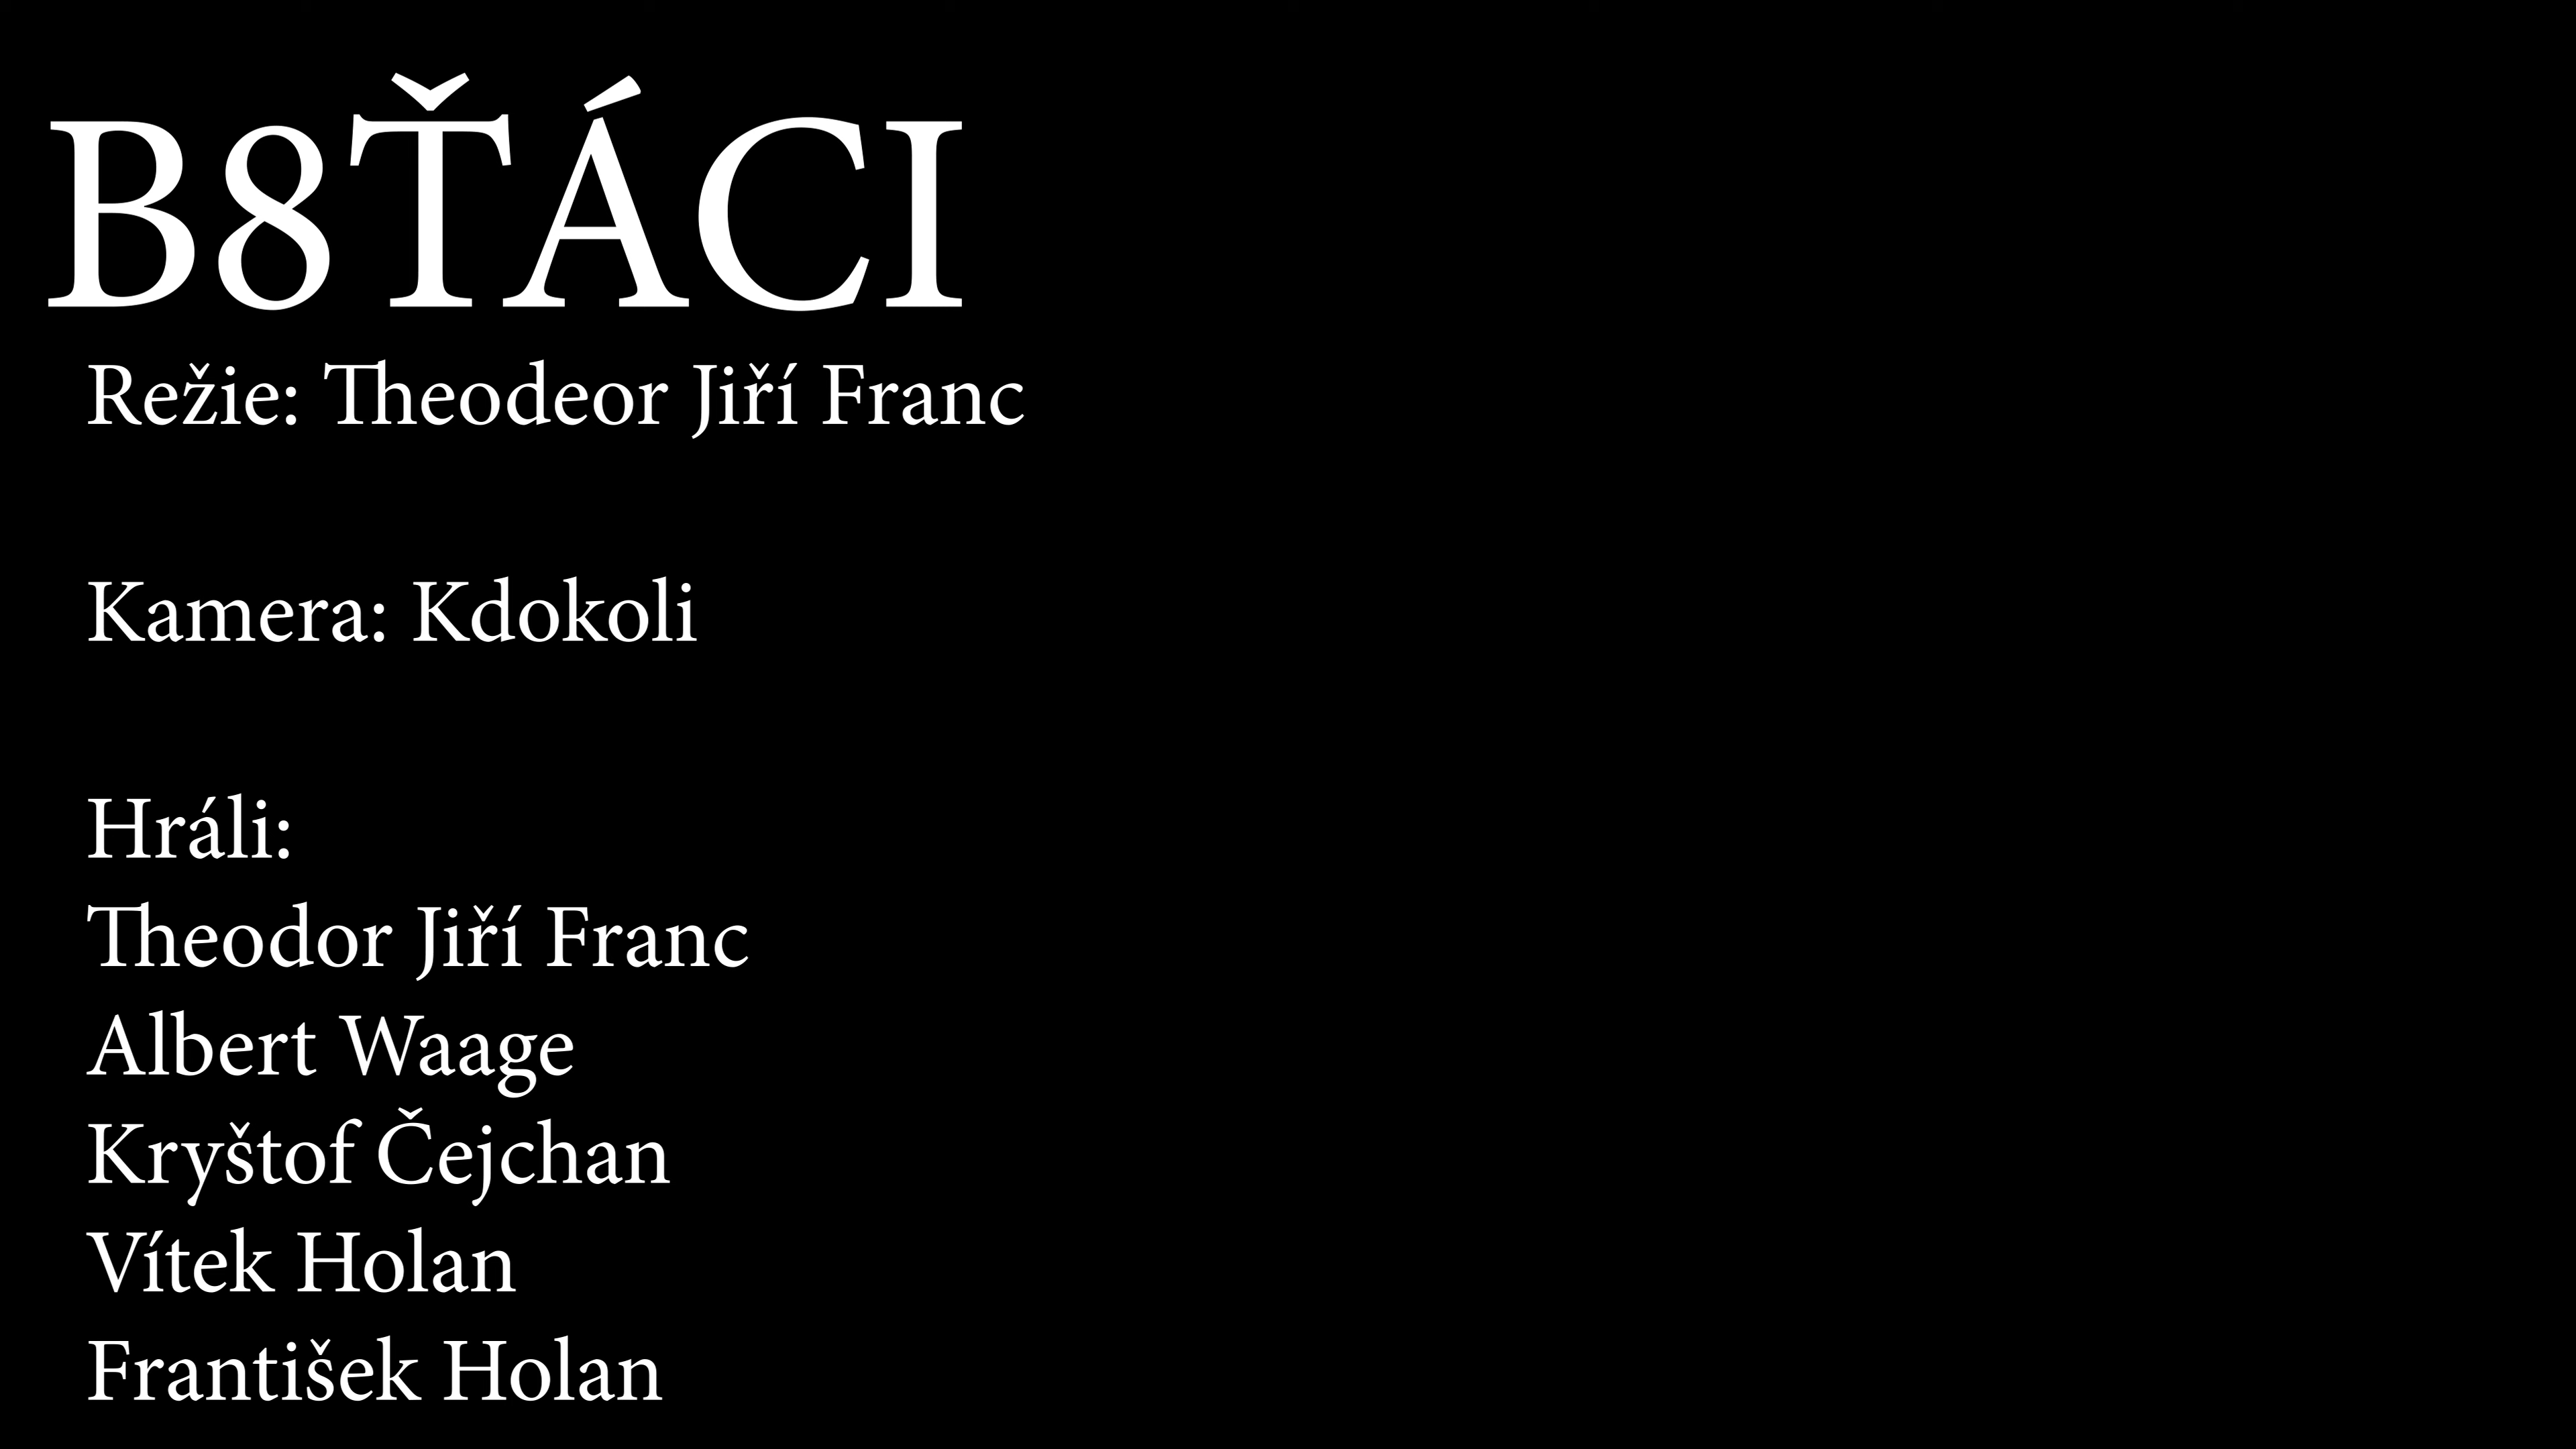 B8ŤÁCI
Režie: Theodeor Jiří Franc
Kamera: Kdokoli
Hráli:
Theodor Jiří Franc
Albert Waage
Kryštof Čejchan
Vítek Holan
František Holan